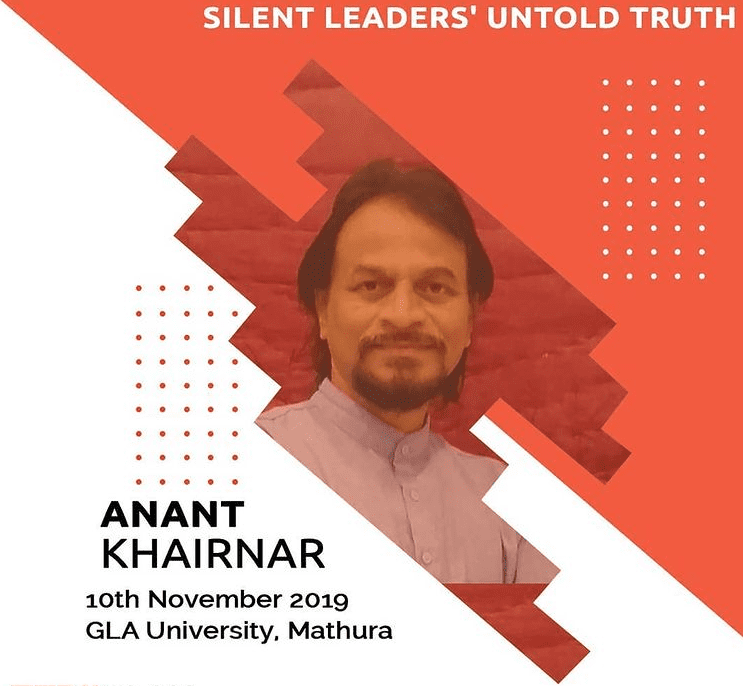 SILENT LEADERS' UNTOLD TRUTH
ANANT
KHAIRNAR
10th November 2019
GLA University, Mathura